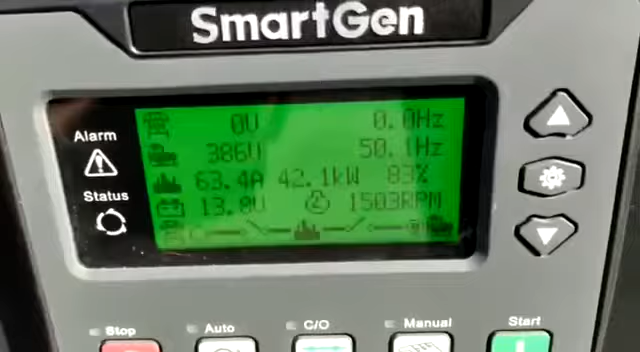 SmartGen
Alarm
Status
0V 0.0Hz
386V 50.1Hz
63.4A 42.1kW 83%
13.8V 1503RPM
Stop Auto C/O Manual Start